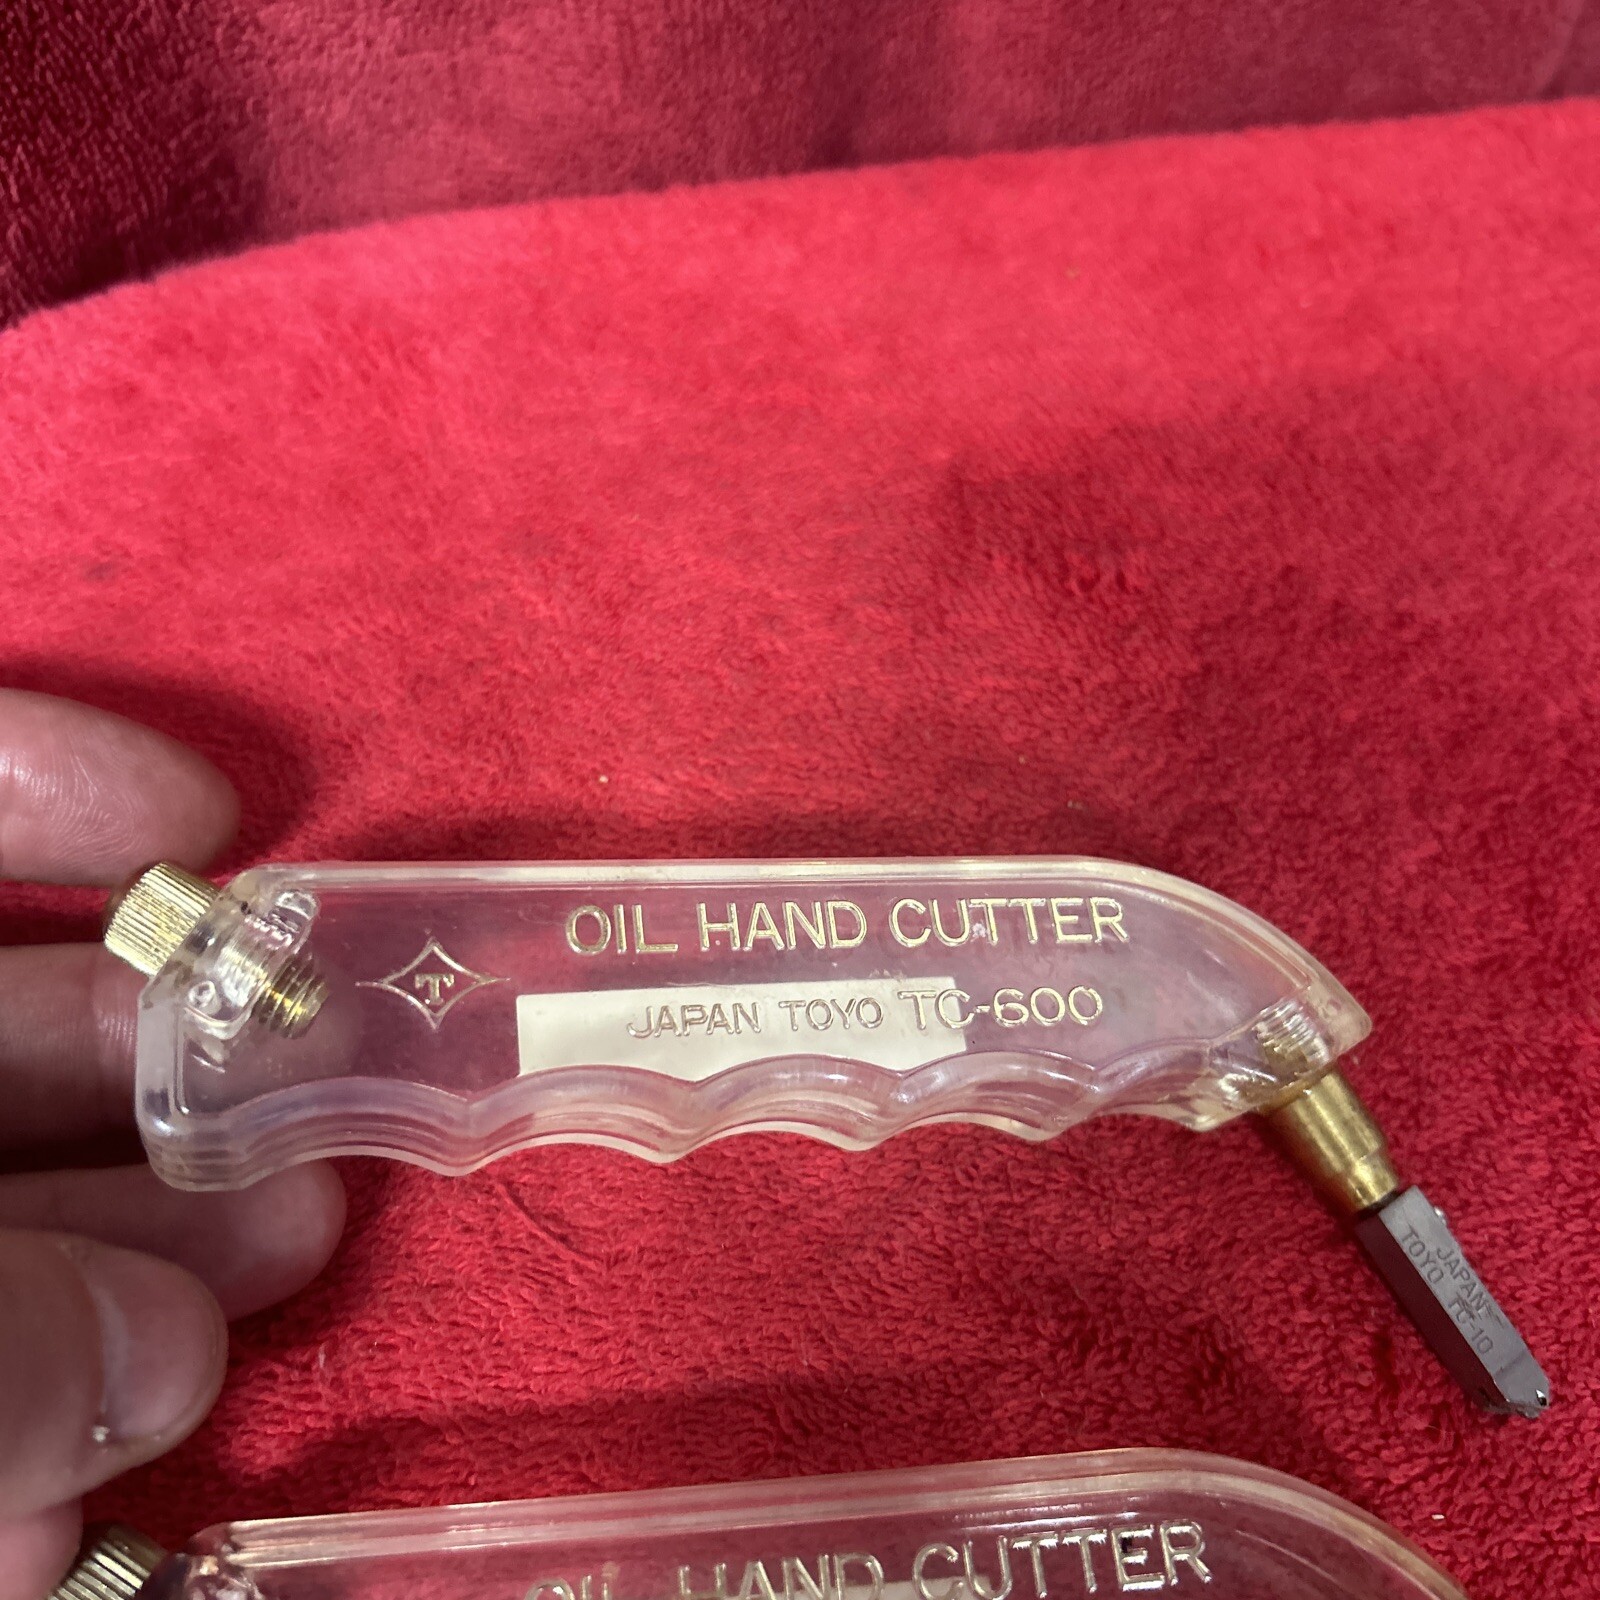 OIL HAND CUTTER
T
JAPAN TOYO TC-600
JAPAN
TOYO TC-10
OIL HAND CUTTER